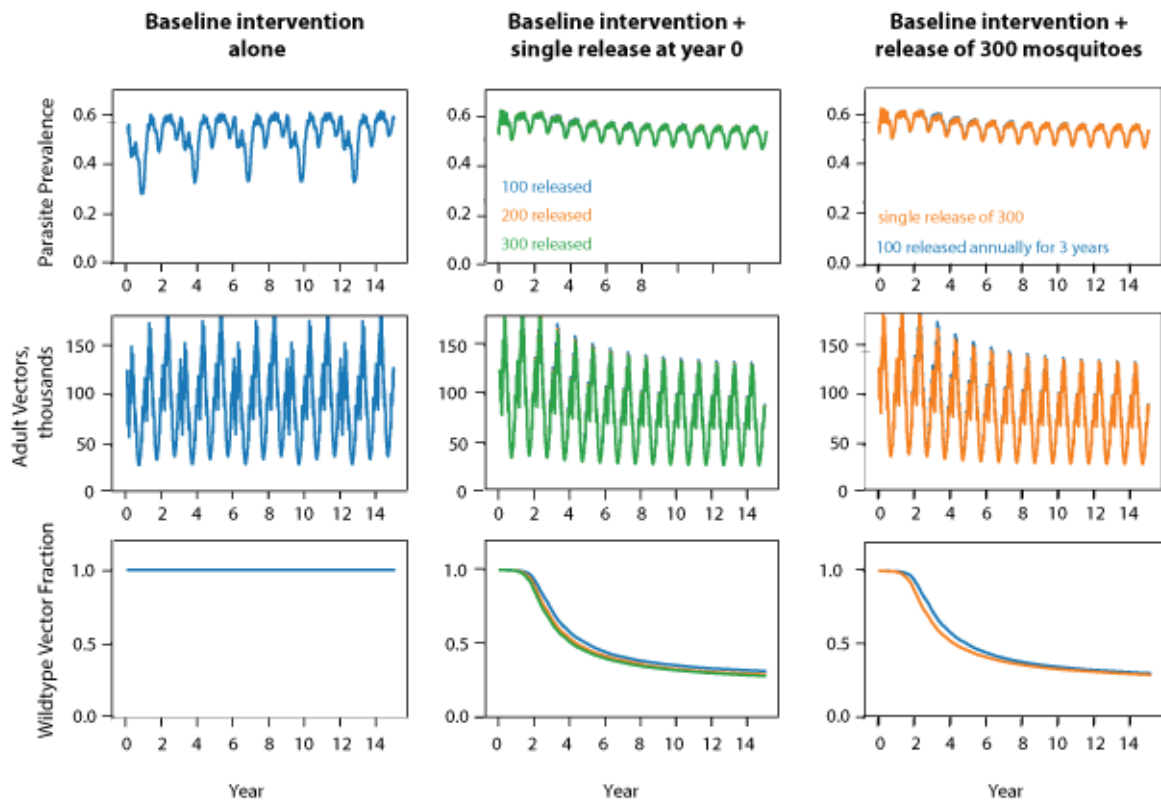 Baseline intervention
alone
Baseline intervention +
single release at year 0
Baseline intervention +
release of 300 mosquitoes
Parasite Prevalence
0.6
0.4
0.2
0.0
0 2 4 6 8 10 12 14
0.6
0.4
0.2
0.0
100 released
200 released
300 released
0 2 4 6 8
0.6
0.4
0.2
0.0
single release of 300
100 released annually for 3 years
0 2 4 6 8 10 12 14
Adult Vectors,
thousands
150
100
50
0
0 2 4 6 8 10 12 14
150
100
50
0
0 2 4 6 8 10 12 14
150
100
50
0
0 2 4 6 8 10 12 14
Wildtype Vector Fraction
1.0
0.5
0.0
0 2 4 6 8 10 12 14
1.0
0.5
0.0
0 2 4 6 8 10 12 14
1.0
0.5
0.0
0 2 4 6 8 10 12 14
Year
Year
Year